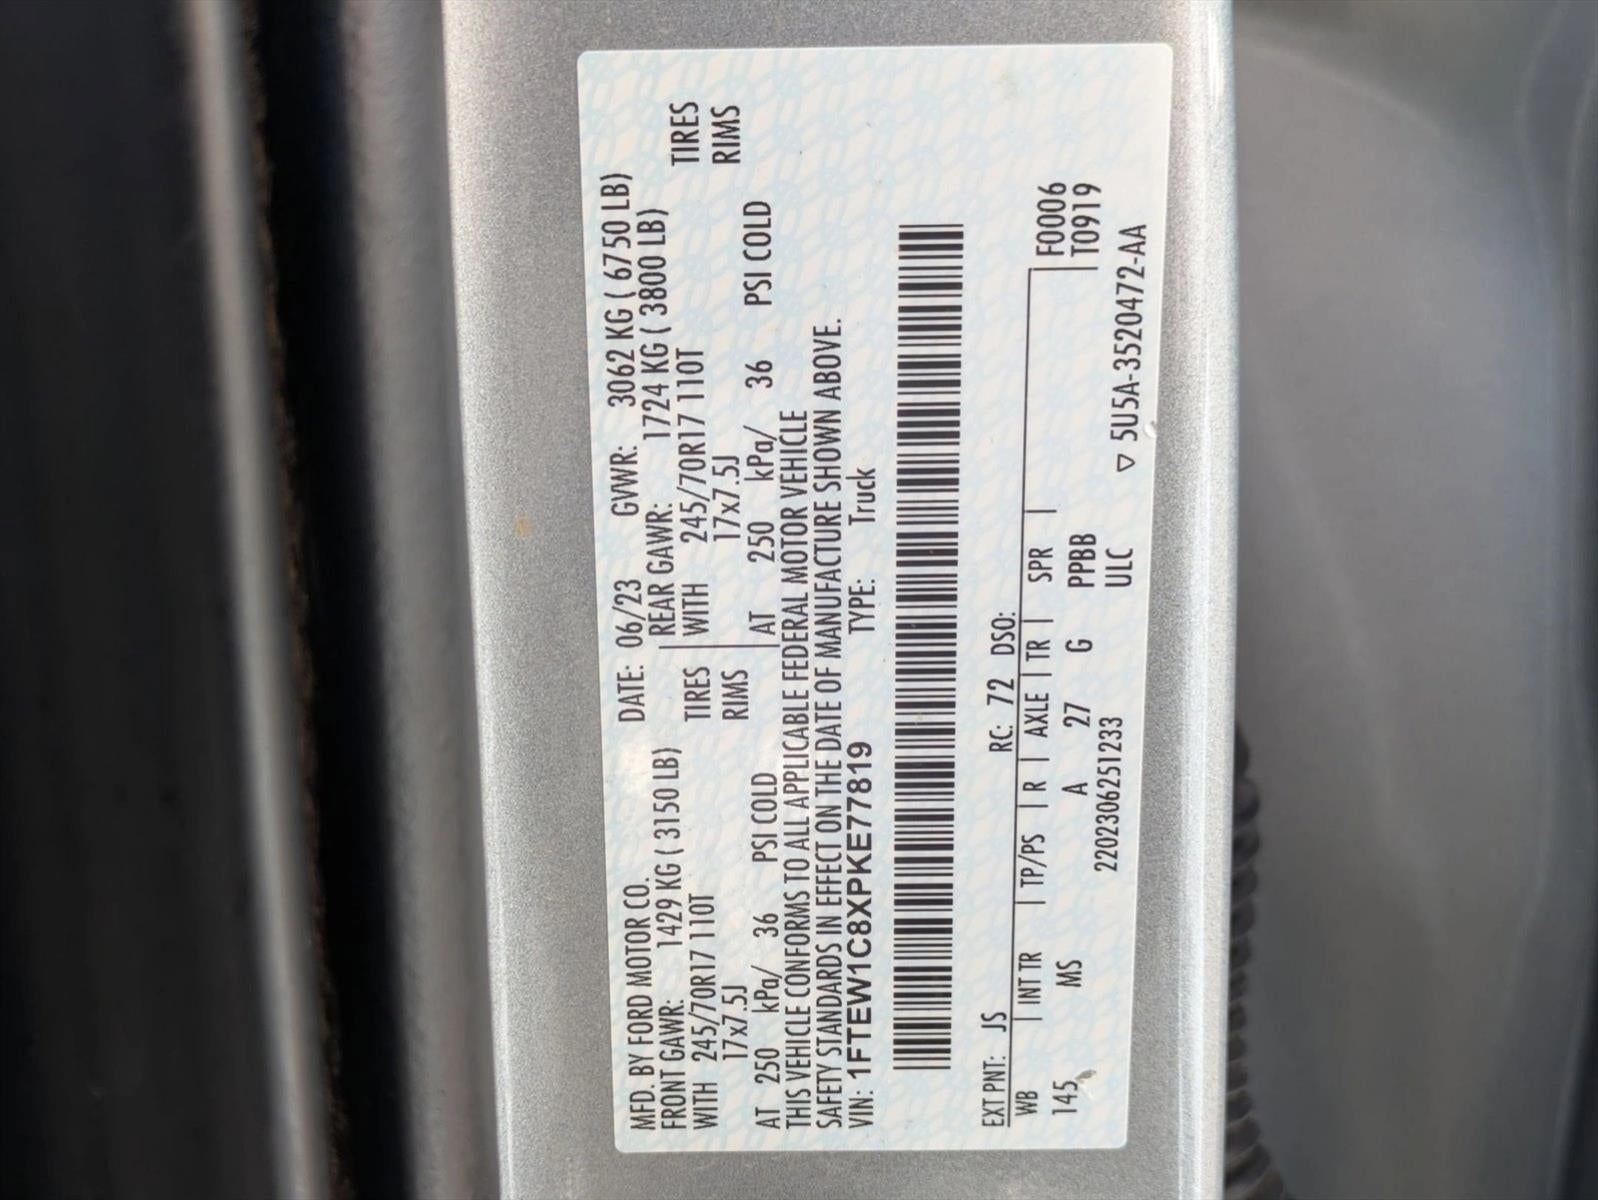 MFD. BY FORD MOTOR CO. DATE: 06/23 GVWR: 3062 KG ( 6750 LB)
FRONT GAWR: 1429 KG ( 3150 LB) REAR GAWR: 1724 KG ( 3800 LB)
WITH 245/70R17 110T TIRES WITH 245/70R17 110T TIRES
17x7.5J RIMS 17x7.5J RIMS
AT 250 kPa/ 36 PSI COLD AT 250 kPa/ 36 PSI COLD
THIS VEHICLE CONFORMS TO ALL APPLICABLE FEDERAL MOTOR VEHICLE
SAFETY STANDARDS IN EFFECT ON THE DATE OF MANUFACTURE SHOWN ABOVE.
VIN: 1FTEW1C8XPKE77819 TYPE: Truck
EXT PNT: JS RC: 72 DSO:
WB | INT TR | TP/PS | R | AXLE | TR | SPR | F0006
145 MS A 27 G PPBB T0919
2202306251233 ULC ▽ 5U5A-3520472-AA